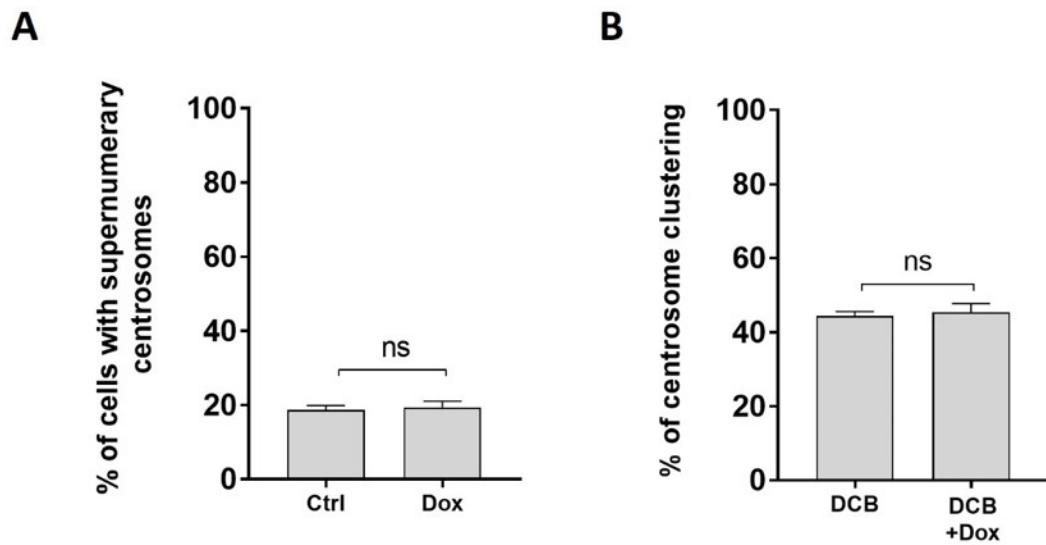 A
% of cells with supernumerary
centrosomes
100
80
60
40
20
0
ns
Ctrl
Dox
B
% of centrosome clustering
100
80
60
40
20
0
ns
DCB
DCB
+Dox